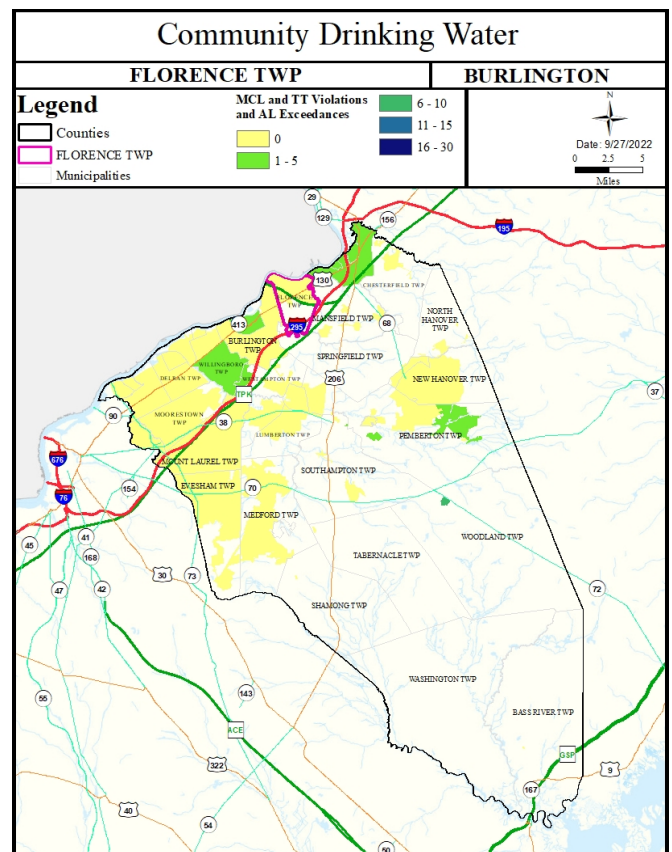 Community Drinking Water
FLORENCE TWP
BURLINGTON
Legend
Counties
FLORENCE TWP
Municipalities
MCL and TT Violations
and AL Exceedances
0
1 - 5
6 - 10
11 - 15
16 - 30
N
Date: 9/27/2022
0 2.5 5
Miles
29
129
156
195
130
CHESTERFIELD TWP
FLORENCE
TWP
295
MANSFIELD TWP
NORTH
HANOVER
TWP
68
413
BURLINGTON
TWP
SPRINGFIELD TWP
WILLINGBORO
TWP
WESTAMPTON TWP
DELRAN TWP
206
NEW HANOVER TWP
TPK
37
90
MOORESTOWN
TWP
38
LUMBERTON TWP
PEMBERTON TWP
676
MOUNT LAUREL TWP
SOUTHAMPTON TWP
76
154
EVESHAM TWP
70
MEDFORD TWP
41
45
168
WOODLAND TWP
TABERNACLE TWP
30
73
47
42
72
SHAMONG TWP
WASHINGTON TWP
143
55
BASS RIVER TWP
ACE
GSP
322
9
167
40
54
50